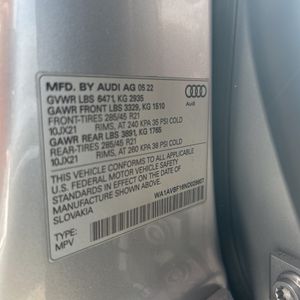 MFD. BY AUDI AG 05 22
GVWR LBS 6471, KG 2935
GAWR FRONT LBS 3329, KG 1510
FRONT-TIRES 285/45 R21
10JX21 RIMS, AT 240 KPA 35 PSI COLD
GAWR REAR LBS 3891, KG 1765
REAR-TIRES 285/45 R21
10JX21 RIMS, AT 260 KPA 38 PSI COLD
THIS VEHICLE CONFORMS TO ALL APPLICABLE
U.S. FEDERAL MOTOR VEHICLE SAFETY
STANDARDS IN EFFECT ON THE DATE OF
MANUFACTURE SHOWN ABOVE.
SLOVAKIA
TYPE:
MPV
Audi